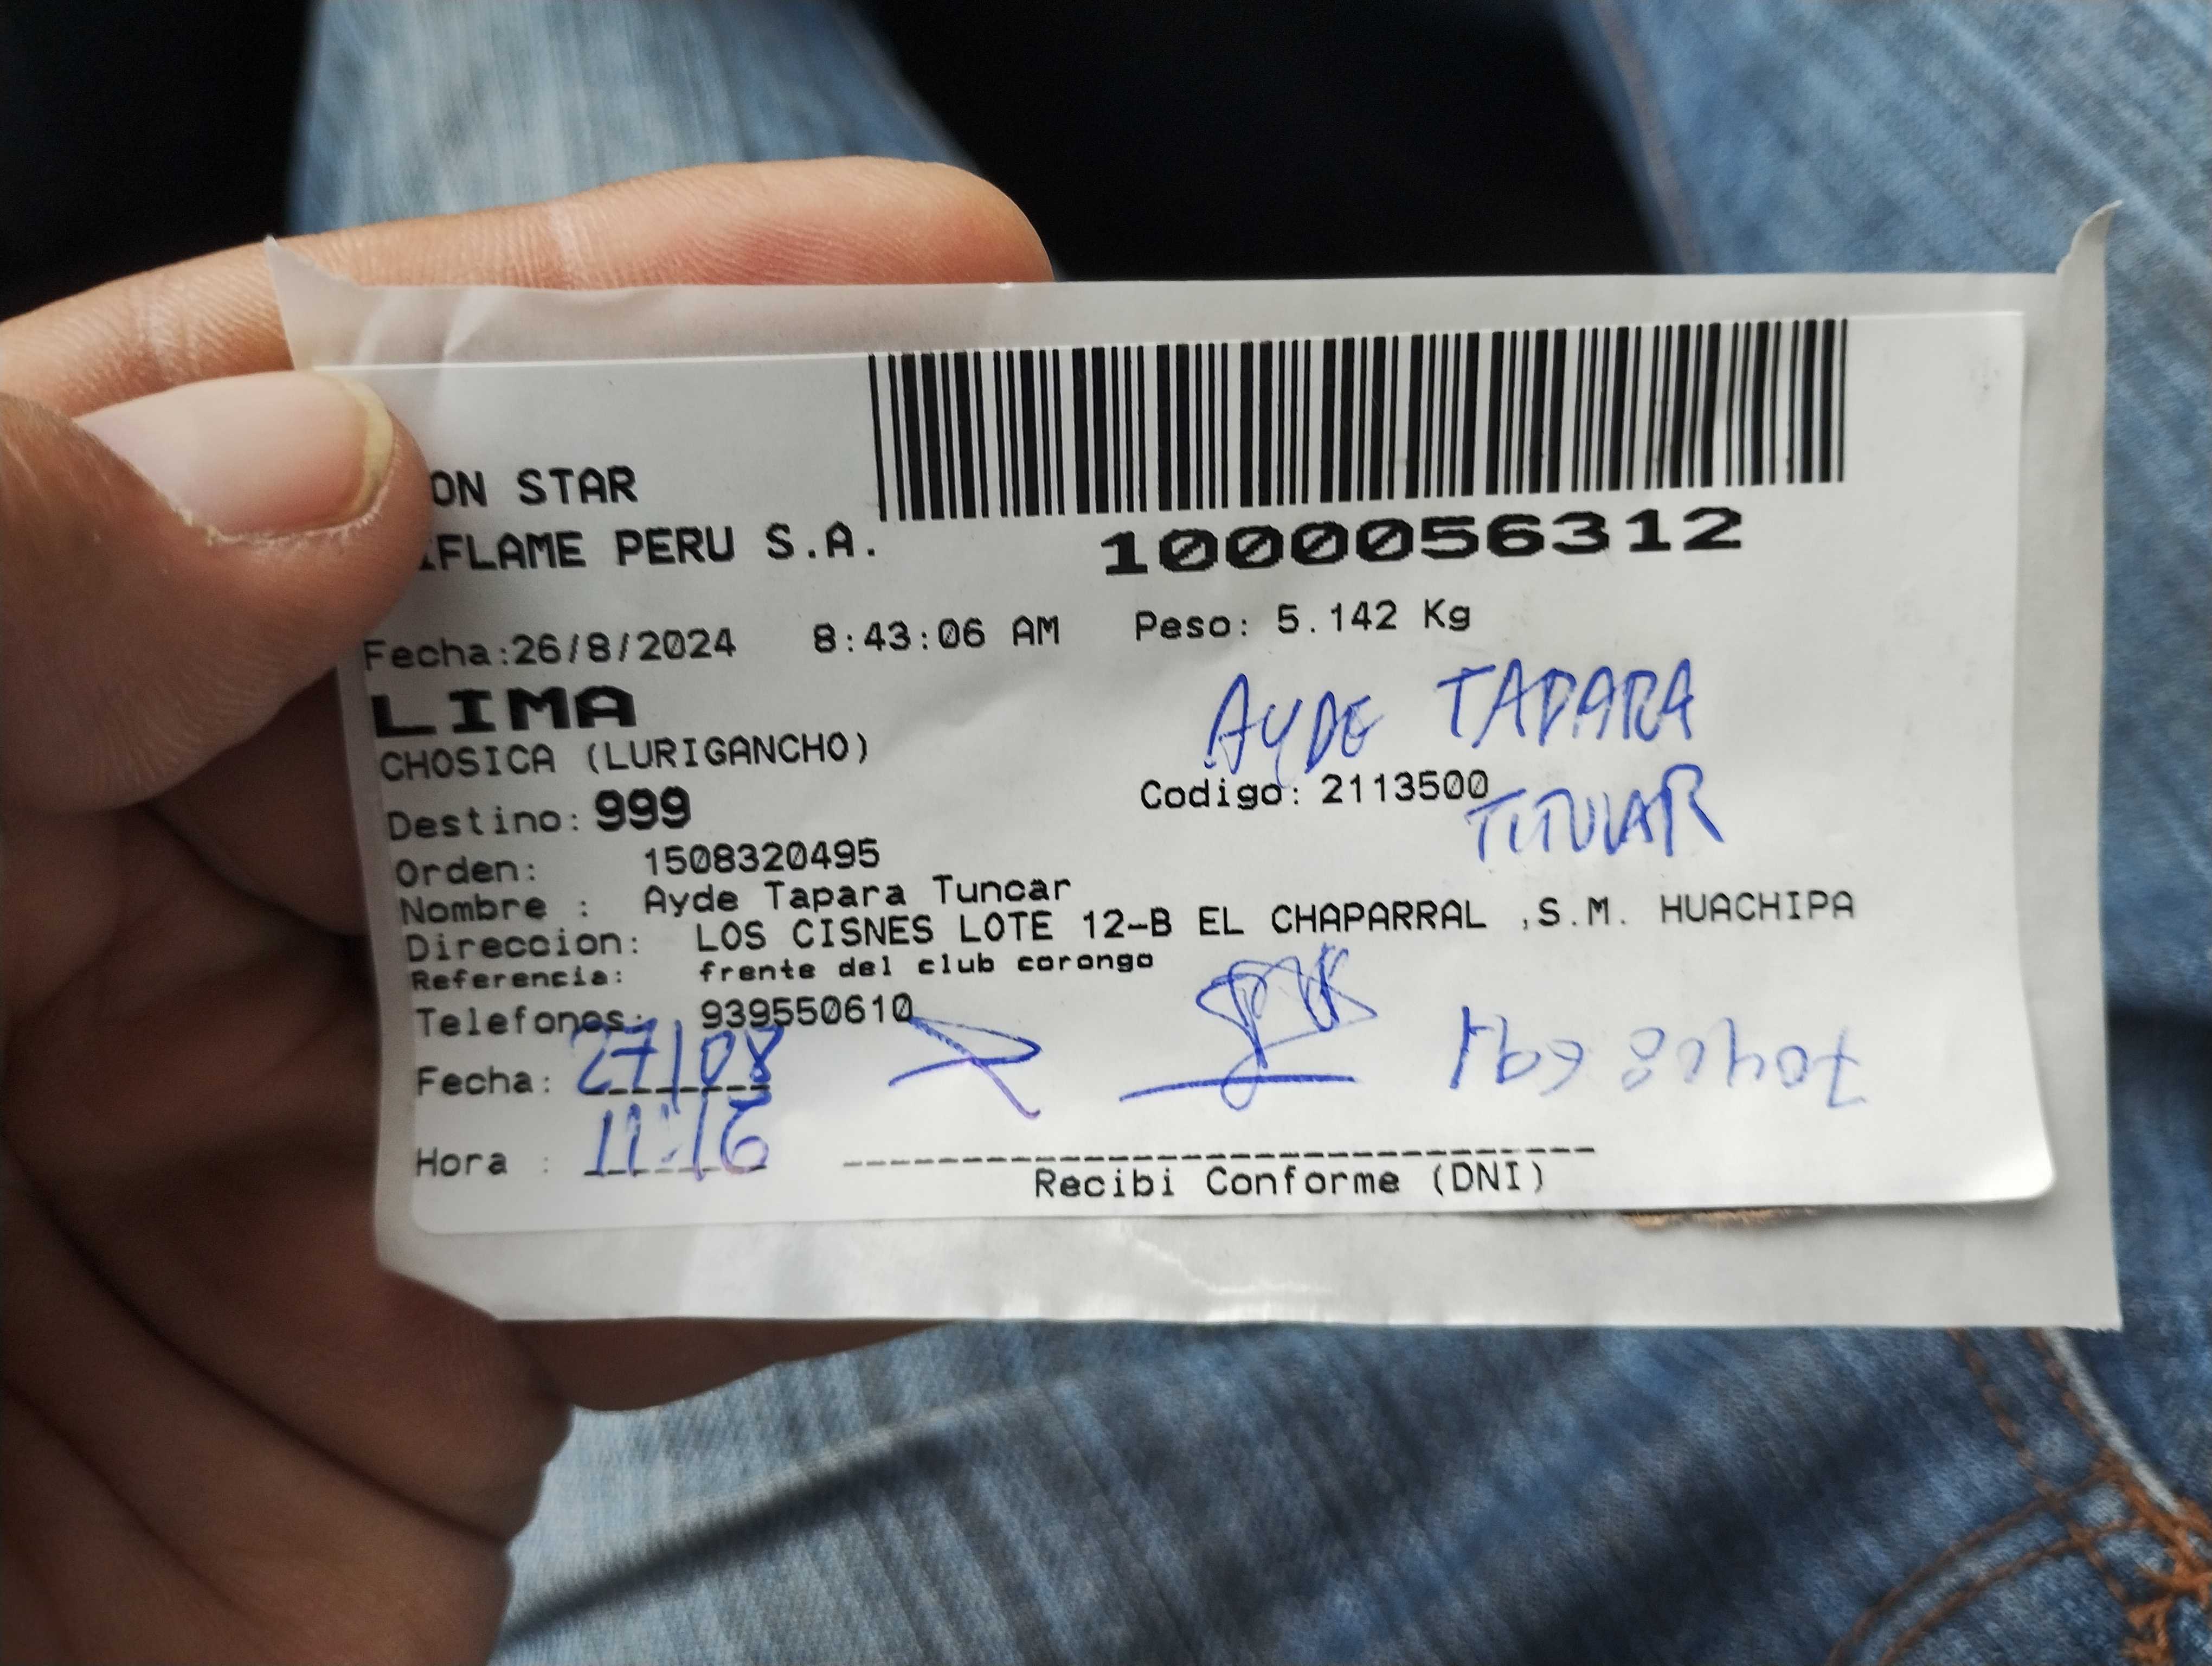 ON STAR
IFLAME PERU S.A.
1000056312
Fecha:26/8/2024 8:43:06 AM Peso: 5.142 Kg
LIMA
AYDE TAPARA
CHOSICA (LURIGANCHO)
Codigo: 2113500
TITULAR
Destino: 999
Orden: 1508320495
Nombre : Ayde Tapara Tuncar
Direccion: LOS CISNES LOTE 12-B EL CHAPARRAL ,S.M. HUACHIPA
Referencia: frente del club corongo
Telefonos: 939550610
Fecha: 27/08
Hora : 11:16
Recibi Conforme (DNI)